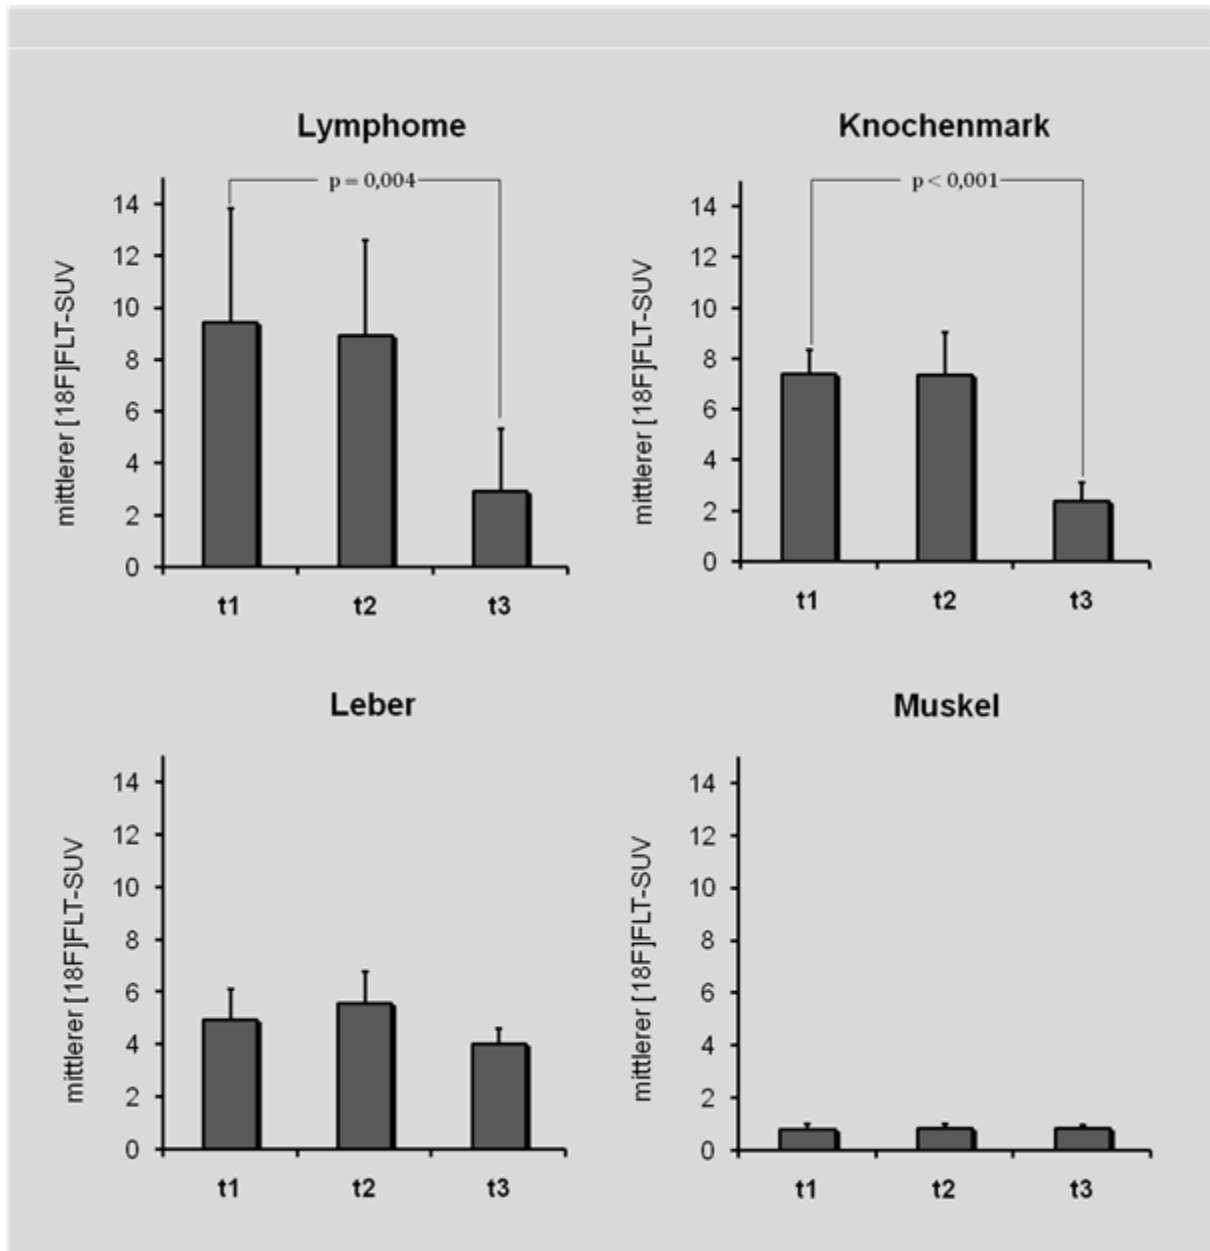 Lymphome
p = 0,004
mittlerer [18F]FLT-SUV
14
12
10
8
6
4
2
0
t1 t2 t3
Knochenmark
p < 0,001
mittlerer [18F]FLT-SUV
14
12
10
8
6
4
2
0
t1 t2 t3
Leber
mittlerer [18F]FLT-SUV
14
12
10
8
6
4
2
0
t1 t2 t3
Muskel
mittlerer [18F]FLT-SUV
14
12
10
8
6
4
2
0
t1 t2 t3